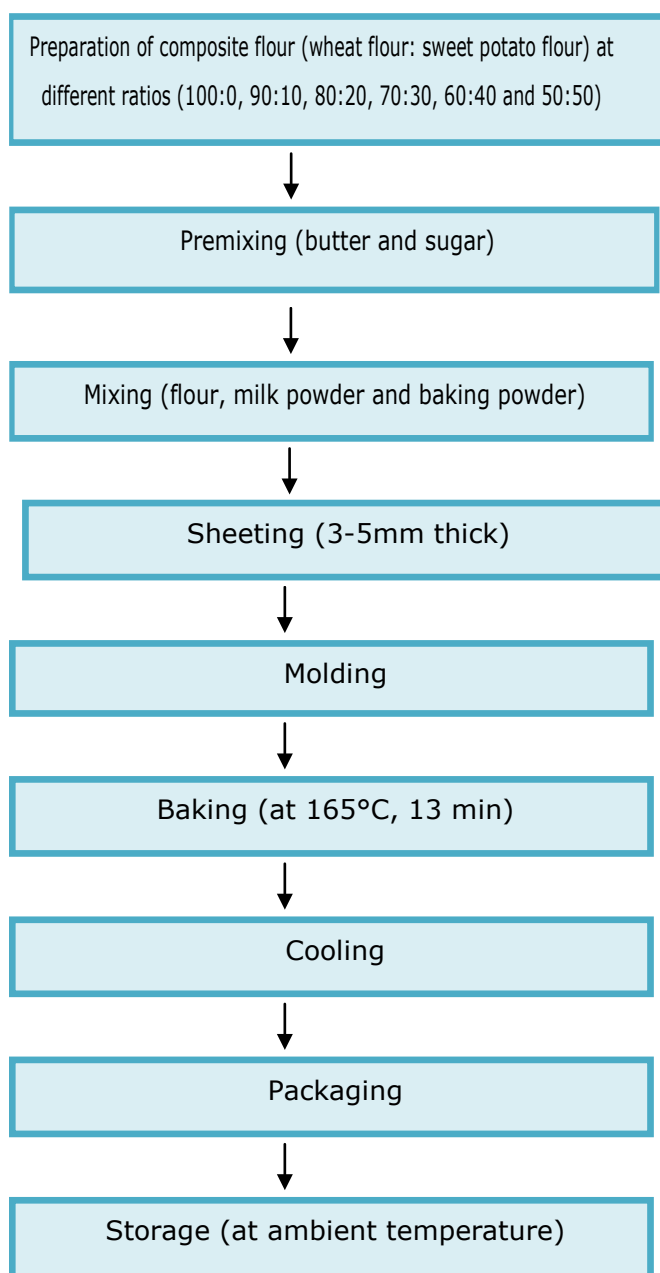 Preparation of composite flour (wheat flour: sweet potato flour) at
different ratios (100:0, 90:10, 80:20, 70:30, 60:40 and 50:50)
Premixing (butter and sugar)
Mixing (flour, milk powder and baking powder)
Sheeting (3-5mm thick)
Molding
Baking (at 165°C, 13 min)
Cooling
Packaging
Storage (at ambient temperature)